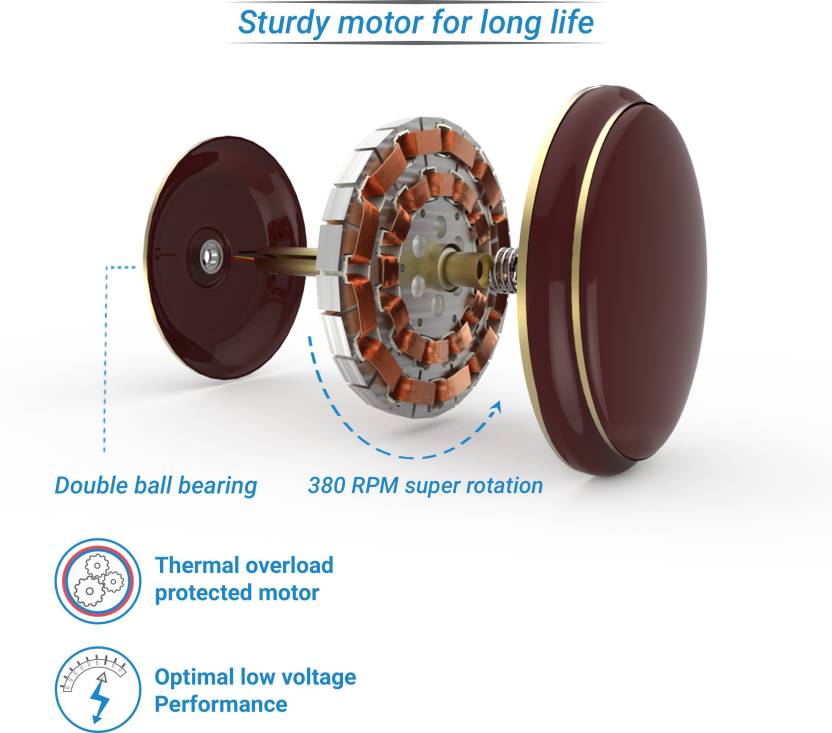 Sturdy motor for long life
Double ball bearing
380 RPM super rotation
Thermal overload
protected motor
Optimal low voltage
Performance